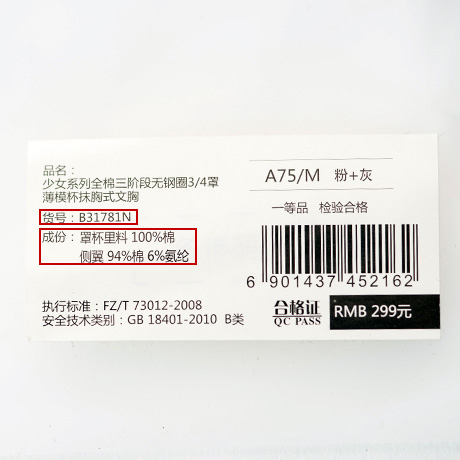 品名：
少女系列全棉三阶段无钢圈3/4罩
薄模杯抹胸式文胸
货号：B31781N
成份：罩杯里料 100%棉
侧翼 94%棉 6%氨纶
执行标准：FZ/T 73012-2008
安全技术类别：GB 18401-2010 B类
A75/M 粉+灰
一等品 检验合格
6 901437 452162
合格证
QC PASS
RMB 299元